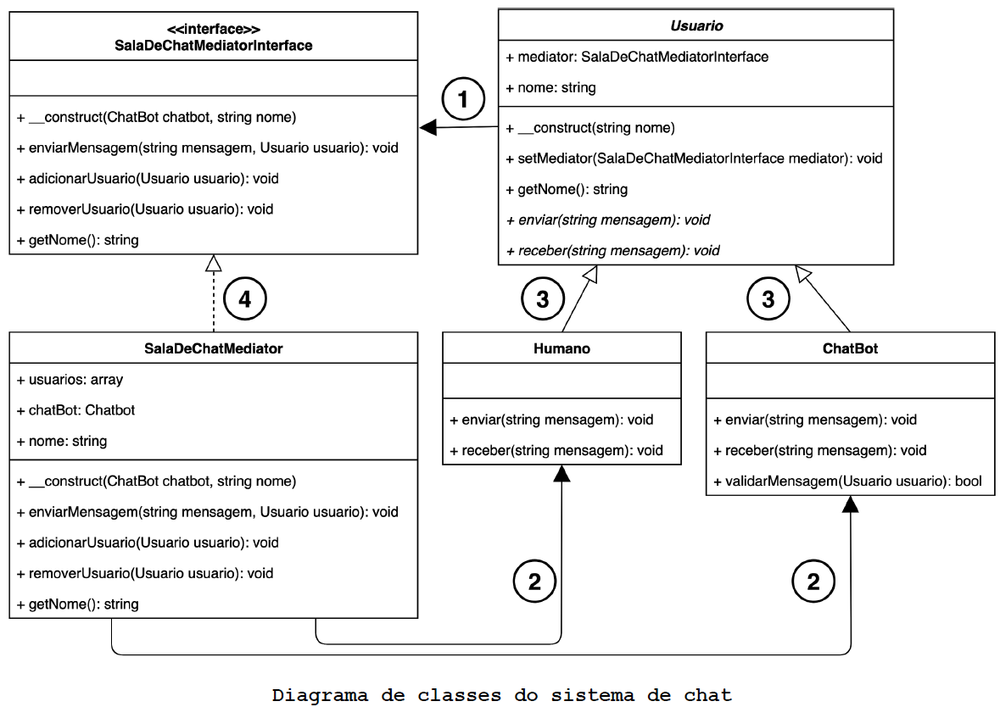 <<interface>>
SalaDeChatMediatorInterface
+ __construct(ChatBot chatbot, string nome)
+ enviarMensagem(string mensagem, Usuario usuario): void
+ adicionarUsuario(Usuario usuario): void
+ removerUsuario(Usuario usuario): void
+ getNome(): string
1
Usuario
+ mediator: SalaDeChatMediatorInterface
+ nome: string
+ __construct(string nome)
+ setMediator(SalaDeChatMediatorInterface mediator): void
+ getNome(): string
+ enviar(string mensagem): void
+ receber(string mensagem): void
4
3
3
SalaDeChatMediator
+ usuarios: array
+ chatBot: Chatbot
+ nome: string
+ __construct(ChatBot chatbot, string nome)
+ enviarMensagem(string mensagem, Usuario usuario): void
+ adicionarUsuario(Usuario usuario): void
+ removerUsuario(Usuario usuario): void
+ getNome(): string
Humano
+ enviar(string mensagem): void
+ receber(string mensagem): void
ChatBot
+ enviar(string mensagem): void
+ receber(string mensagem): void
+ validarMensagem(Usuario usuario): bool
2
2
Diagrama de classes do sistema de chat